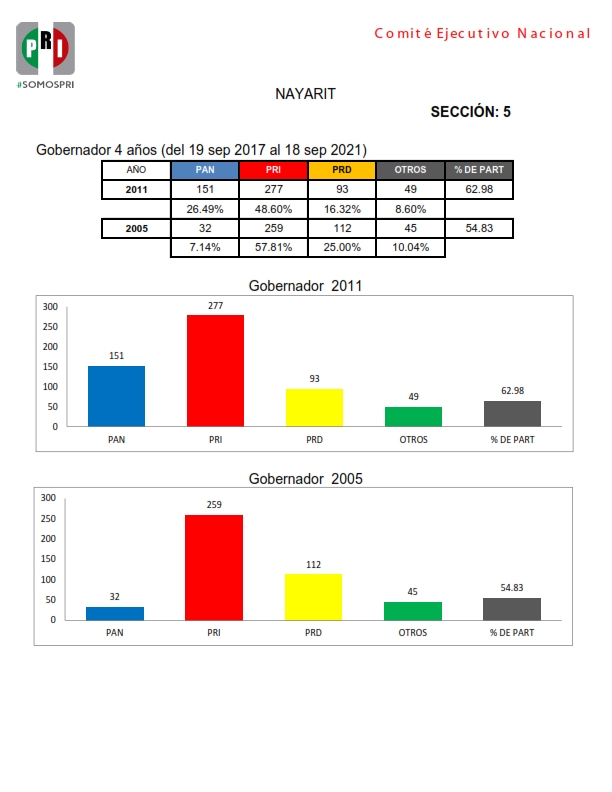 Comité Ejecutivo Nacional
PRI
#SOMOSPRI
NAYARIT
SECCIÓN: 5
Gobernador 4 años (del 19 sep 2017 al 18 sep 2021)
AÑO PAN PRI PRD OTROS % DE PART
2011 151 277 93 49 62.98
26.49% 48.60% 16.32% 8.60%
2005 32 259 112 45 54.83
7.14% 57.81% 25.00% 10.04%
Gobernador 2011
300
250
200
150
100
50
0
151 277 93 49 62.98
PAN PRI PRD OTROS % DE PART
Gobernador 2005
300
250
200
150
100
50
0
32 259 112 45 54.83
PAN PRI PRD OTROS % DE PART